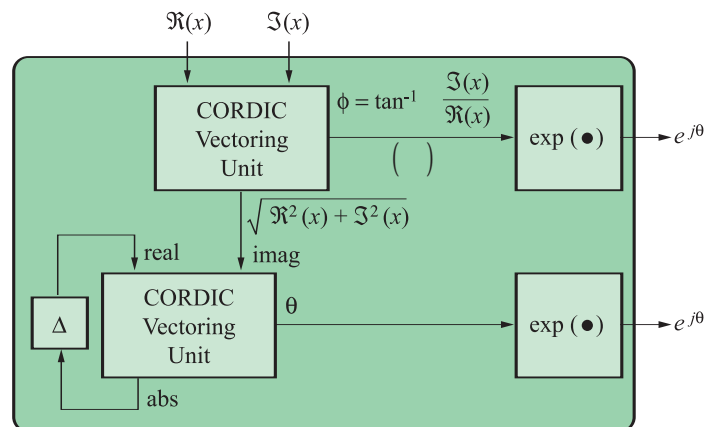 ℜ(x) ℑ(x)
CORDIC
Vectoring
Unit
ϕ = tan⁻¹ ℑ(x)
ℜ(x)
( )
exp (●)
e^jθ
√ℜ²(x) + ℑ²(x)
real
imag
CORDIC
Vectoring
Unit
θ
Δ
exp (●)
e^jθ
abs